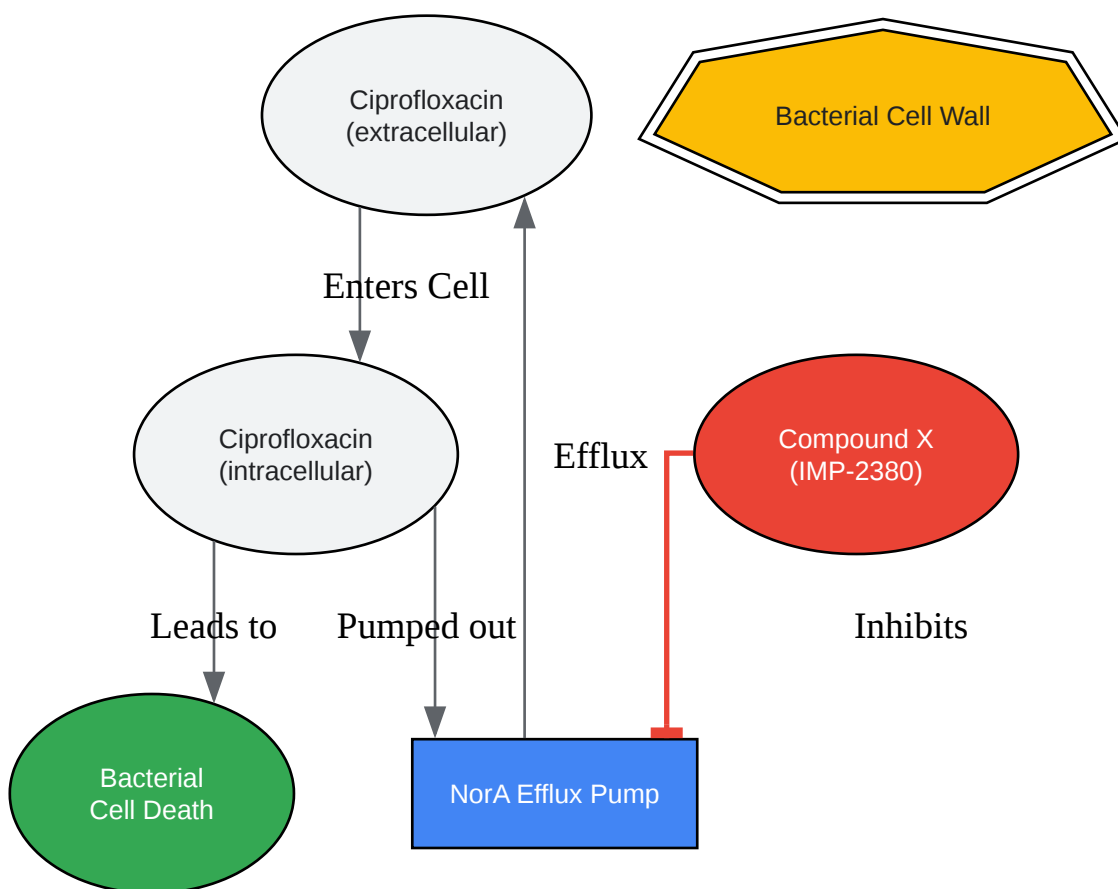 Ciprofloxacin
(extracellular)
Bacterial Cell Wall
Enters Cell
Ciprofloxacin
(intracellular)
Efflux
Compound X
(IMP-2380)
Leads to
Pumped out
Inhibits
Bacterial
Cell Death
NorA Efflux Pump